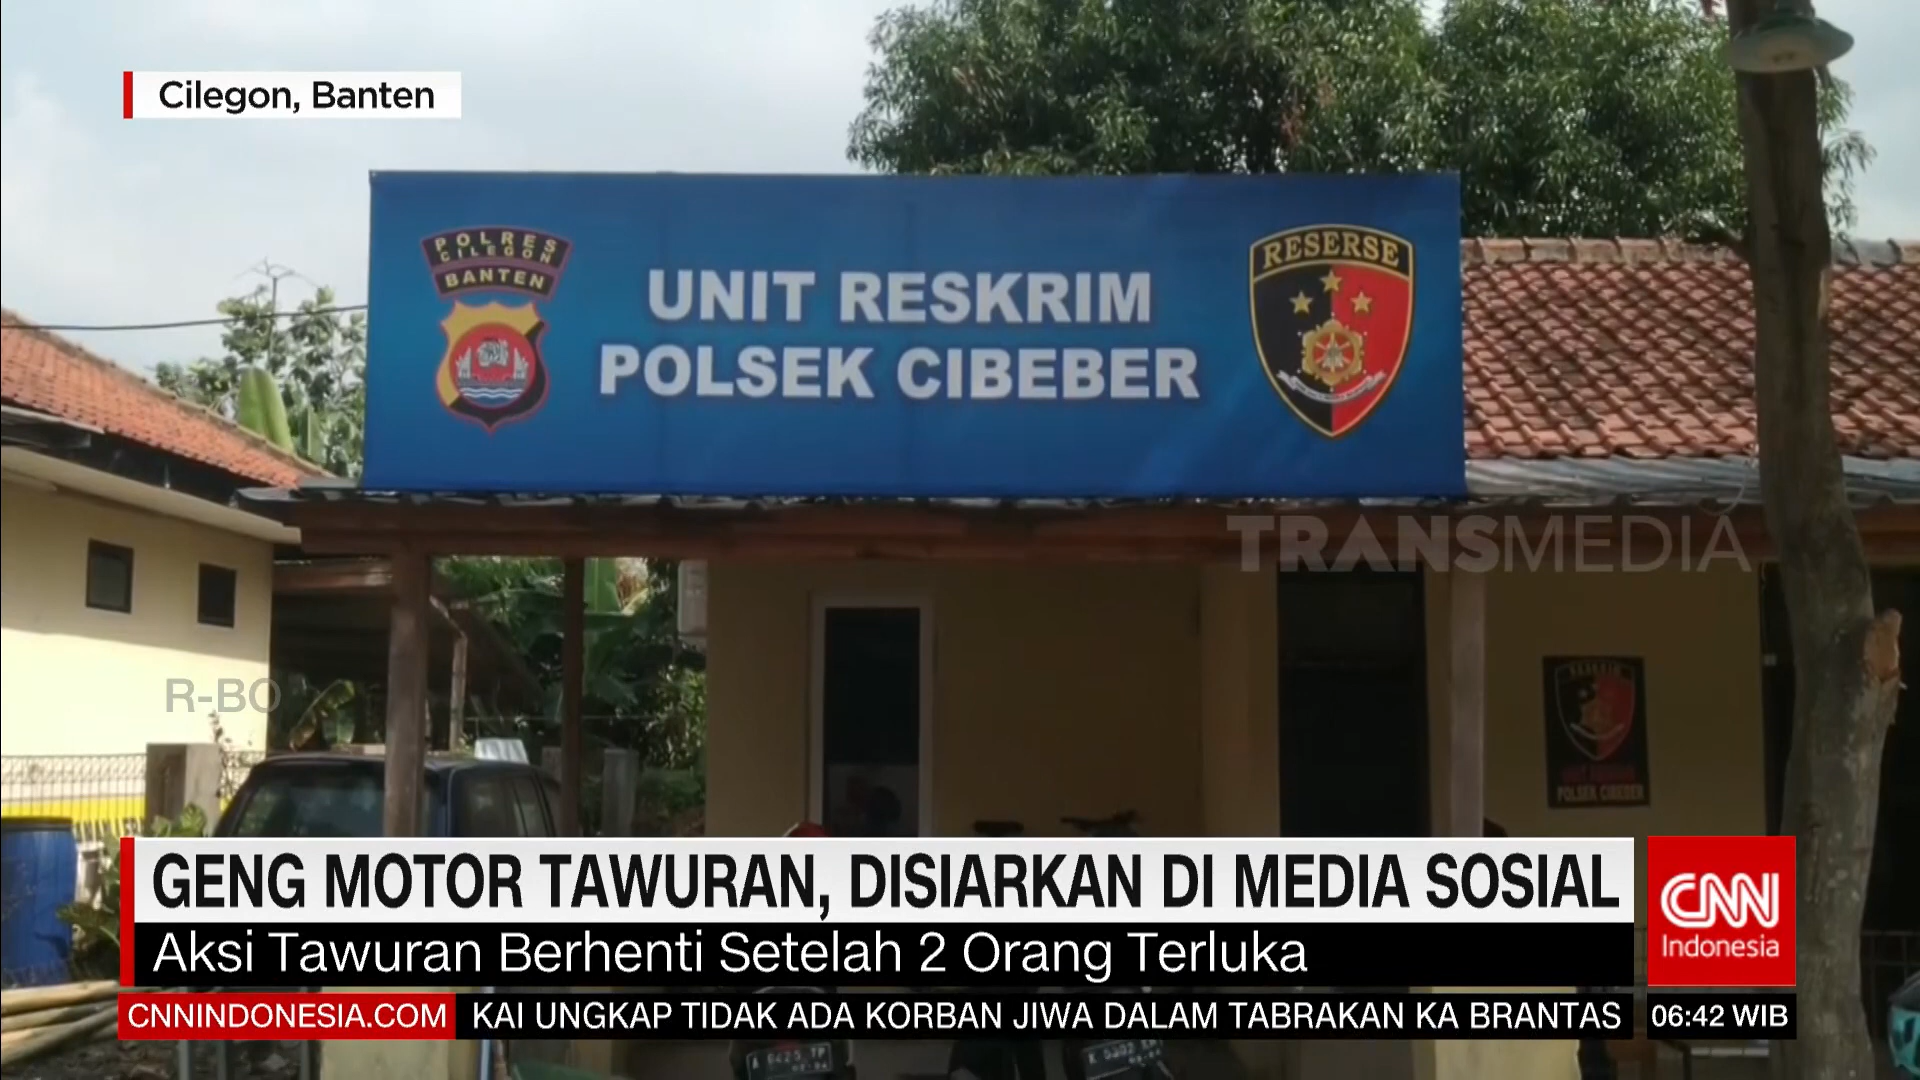 Cilegon, Banten
POLRES
CILEGON
BANTEN
UNIT RESKRIM
POLSEK CIBEBER
RESERSE
TRANSMEDIA
R-BO
POLSEK CIBEBER
GENG MOTOR TAWURAN, DISIARKAN DI MEDIA SOSIAL
Aksi Tawuran Berhenti Setelah 2 Orang Terluka
CNN
Indonesia
CNNINDONESIA.COM
KAI UNGKAP TIDAK ADA KORBAN JIWA DALAM TABRAKAN KA BRANTAS
06:42 WIB